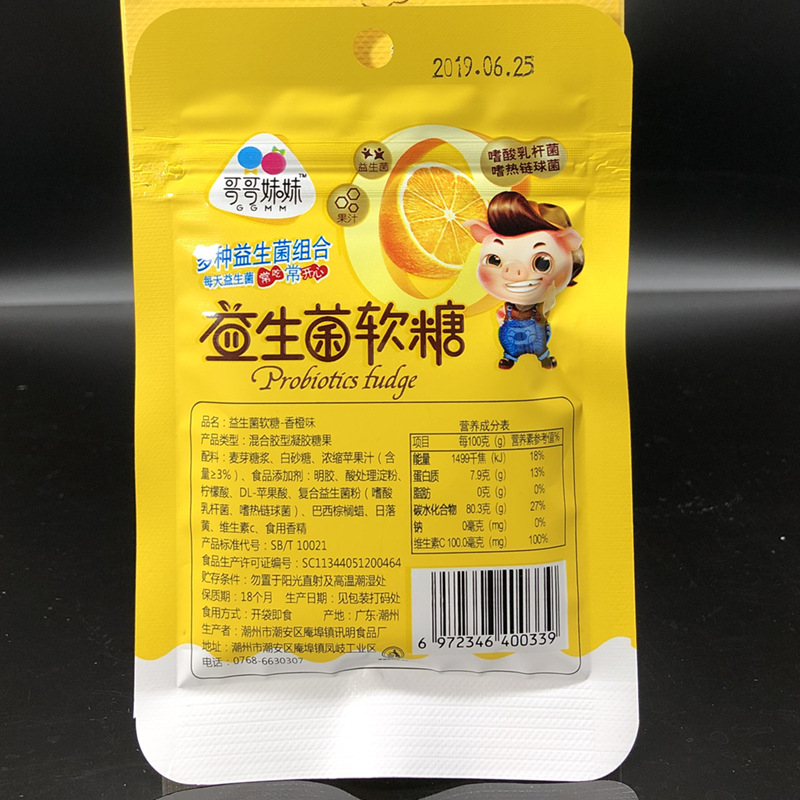 2019.06.25
哥哥妹妹™
GGMM
益生菌
果汁
嗜酸乳杆菌
嗜热链球菌
多种益生菌组合
每天益生菌 常吃常开心
益生菌软糖
Probiotics fudge
品名：益生菌软糖-香橙味
产品类型：混合胶型凝胶糖果
配料：麦芽糖浆、白砂糖、浓缩苹果汁（含
量≥3%）、食品添加剂：明胶、酸处理淀粉、
柠檬酸、DL-苹果酸、复合益生菌粉（嗜酸
乳杆菌、嗜热链球菌）、巴西棕榈蜡、日落
黄、维生素c、食用香精
产品标准代号：SB/T 10021
食品生产许可证编号：SC11344051200464
贮存条件：勿置于阳光直射及高温潮湿处
保质期：18个月 生产日期：见包装打码处
食用方式：开袋即食 产地：广东·潮州
生产者：潮州市潮安区庵埠镇讯明食品厂
地址：潮州市潮安区庵埠镇凤岐工业区
电话：0768-6630307
营养成分表
项目 每100克（g） 营养素参考值%
能量 1499千焦（kJ） 18%
蛋白质 7.9克（g） 13%
脂肪 0克（g） 0%
碳水化合物 80.3克（g） 27%
钠 0毫克（mg） 0%
维生素C 100.0毫克（mg） 100%
6 972346 400339